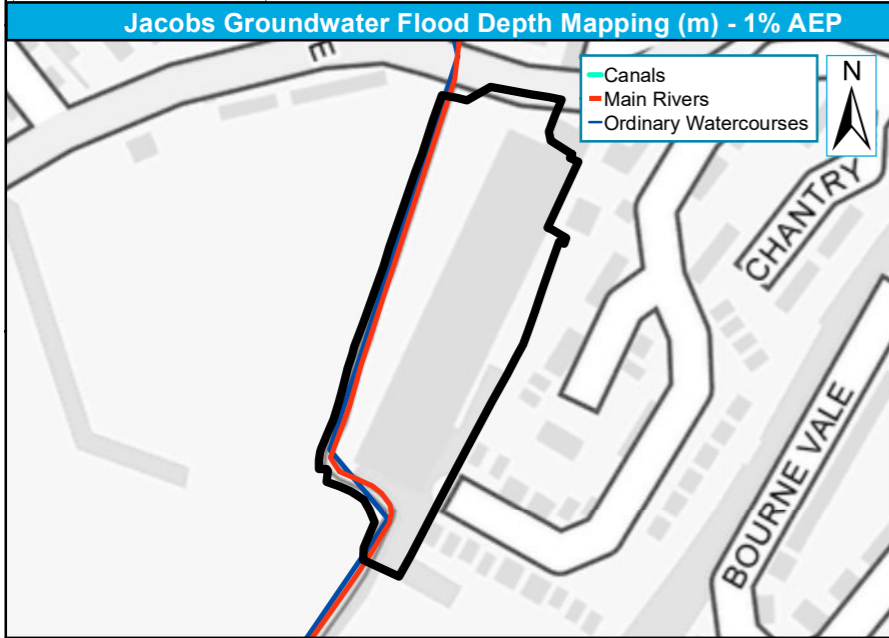 Jacobs Groundwater Flood Depth Mapping (m) - 1% AEP
E
Canals
Main Rivers
Ordinary Watercourses
N
CHANTRY
BOURNE VALE